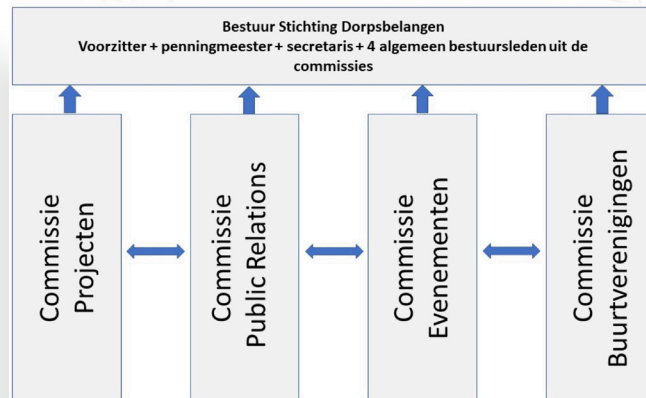 Bestuur Stichting Dorpsbelangen
Voorzitter + penningmeester + secretaris + 4 algemeen bestuursleden uit de
commissies
Commissie
Projecten
Commissie
Public Relations
Commissie
Evenementen
Commissie
Buurtverenigingen